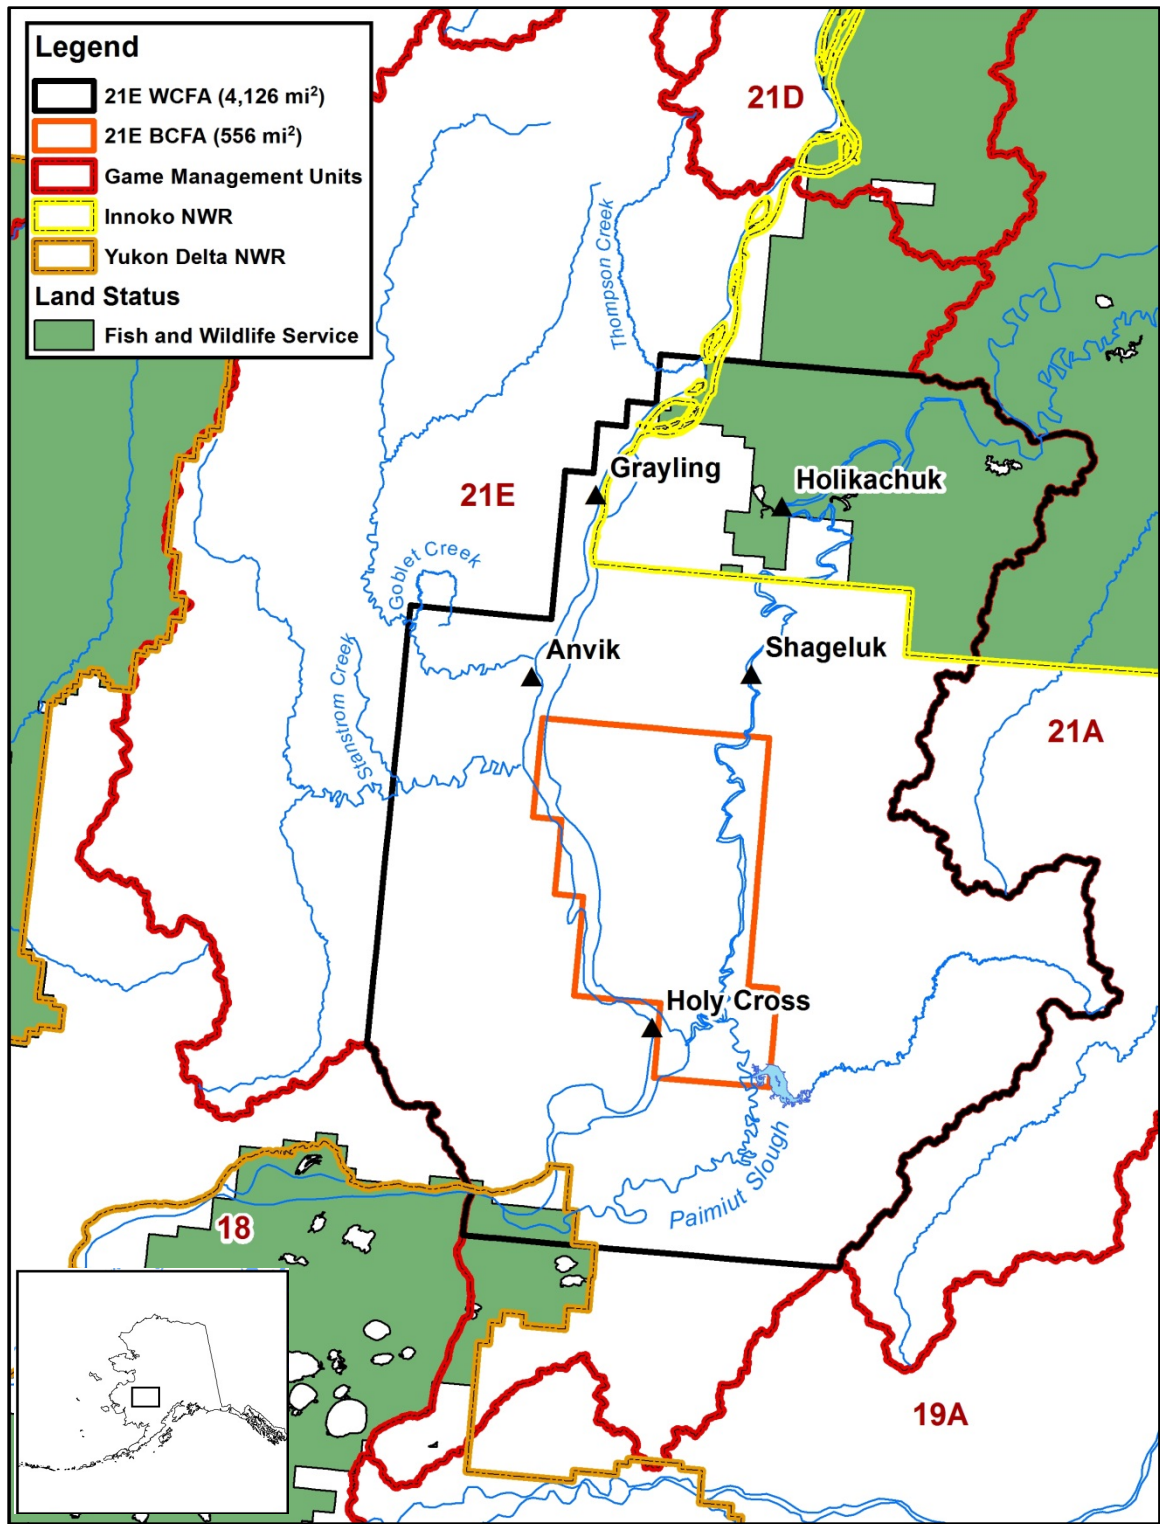 Legend
21E WCFA (4,126 mi²)
21E BCFA (556 mi²)
Game Management Units
Innoko NWR
Yukon Delta NWR
Land Status
Fish and Wildlife Service
21D
Thompson Creek
Grayling
Holikachuk
21E
Goblet Creek
Anvik
Shageluk
Stanstrom Creek
21A
Holy Cross
Paimiut Slough
18
19A